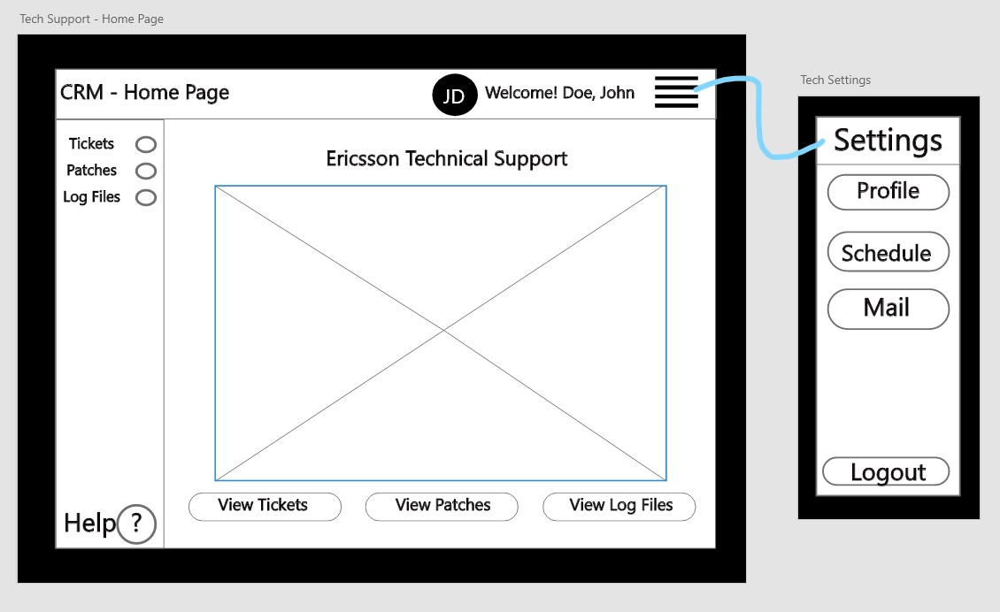 Tech Support - Home Page
CRM - Home Page
JD
Welcome! Doe, John
Tickets
Patches
Log Files
Ericsson Technical Support
View Tickets
View Patches
View Log Files
Help
?
Tech Settings
Settings
Profile
Schedule
Mail
Logout